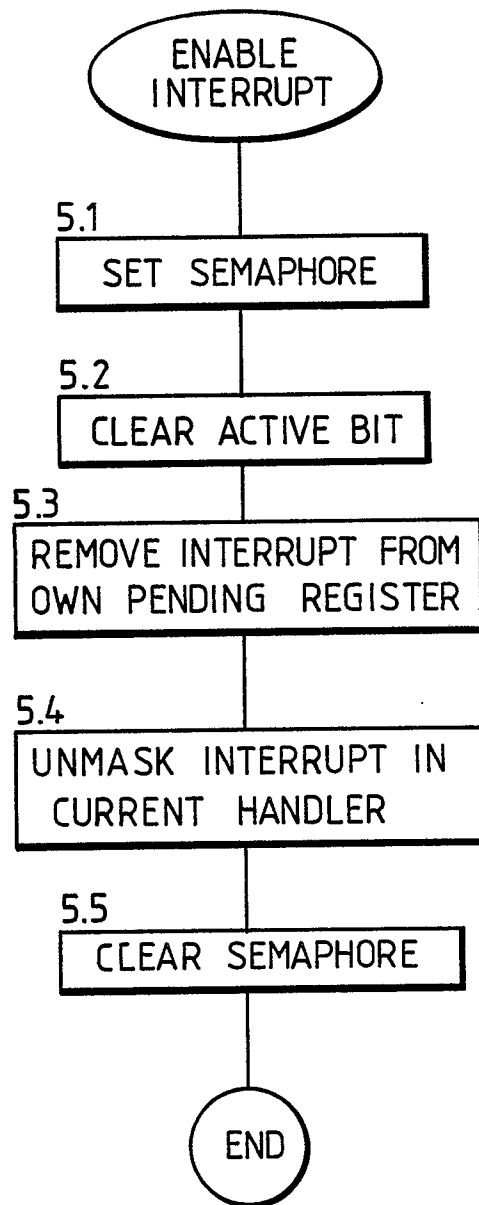 ENABLE
INTERRUPT
5.1
SET SEMAPHORE
5.2
CLEAR ACTIVE BIT
5.3
REMOVE INTERRUPT FROM
OWN PENDING REGISTER
5.4
UNMASK INTERRUPT IN
CURRENT HANDLER
5.5
CLEAR SEMAPHORE
END